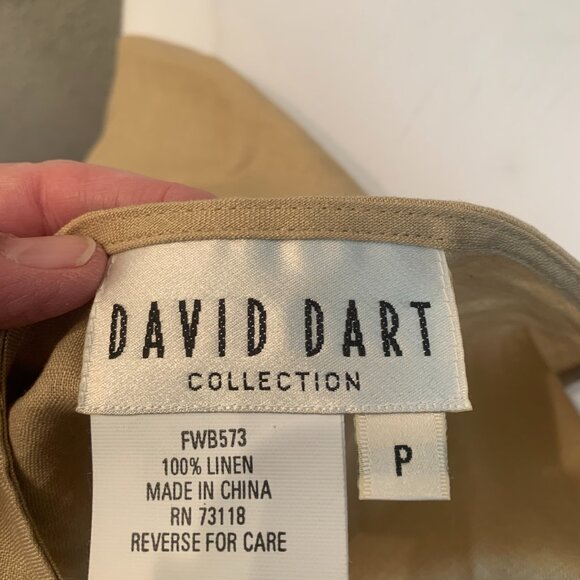 DAVID DART
COLLECTION
P
FWB573
100% LINEN
MADE IN CHINA
RN 73118
REVERSE FOR CARE